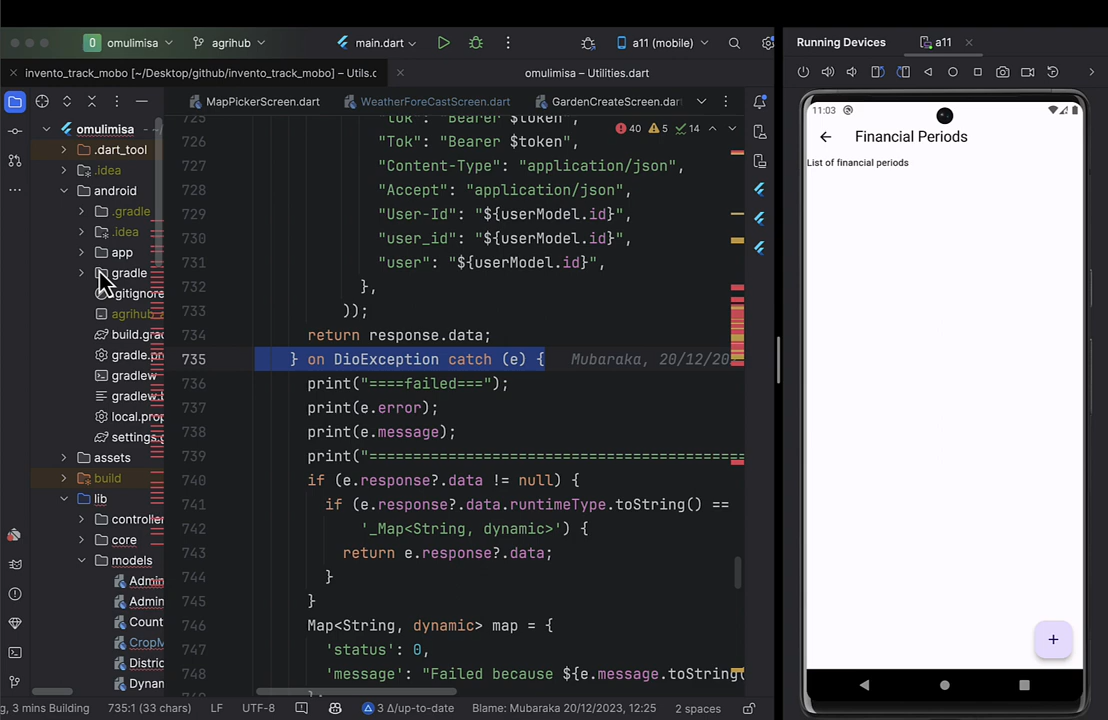 omulimisa
agrihub
main.dart
a11 (mobile)
Running Devices
a11
invento_track_mobo [~/Desktop/github/invento_track_mobo] – Utils.c
omulimisa – Utilities.dart
MapPickerScreen.dart
WeatherForeCastScreen.dart
GardenCreateScreen.dart
omulimisa
.dart_tool
.idea
android
.gradle
.idea
app
gradle
.gitignore
agrihub
build.gra
gradle.pr
gradlew
gradlew.
local.prop
settings.g
assets
build
lib
controller
core
models
Admin
Admin
Count
CropM
Distric
Dynam
40 5 14
725 "Tok": "Bearer $token",
726 "Tok": "Bearer $token",
727 "Content-Type": "application/json",
728 "Accept": "application/json",
729 "User-Id": "${userModel.id}",
730 "user_id": "${userModel.id}",
731 "user": "${userModel.id}",
732 },
733 ));
734 return response.data;
735 } on DioException catch (e) { Mubaraka, 20/12/202
736 print("====failed===");
737 print(e.error);
738 print(e.message);
739 print("==========================================
740 if (e.response?.data != null) {
741 if (e.response?.data.runtimeType.toString() ==
742 '_Map<String, dynamic>') {
743 return e.response?.data;
744 }
745 }
746 Map<String, dynamic> map = {
747 'status': 0,
748 'message': "Failed because ${e.message.toString(
11:03
Financial Periods
List of financial periods
+
g, 3 mins Building
735:1 (33 chars)
LF
UTF-8
3 Δ/up-to-date
Blame: Mubaraka 20/12/2023, 12:25
2 spaces